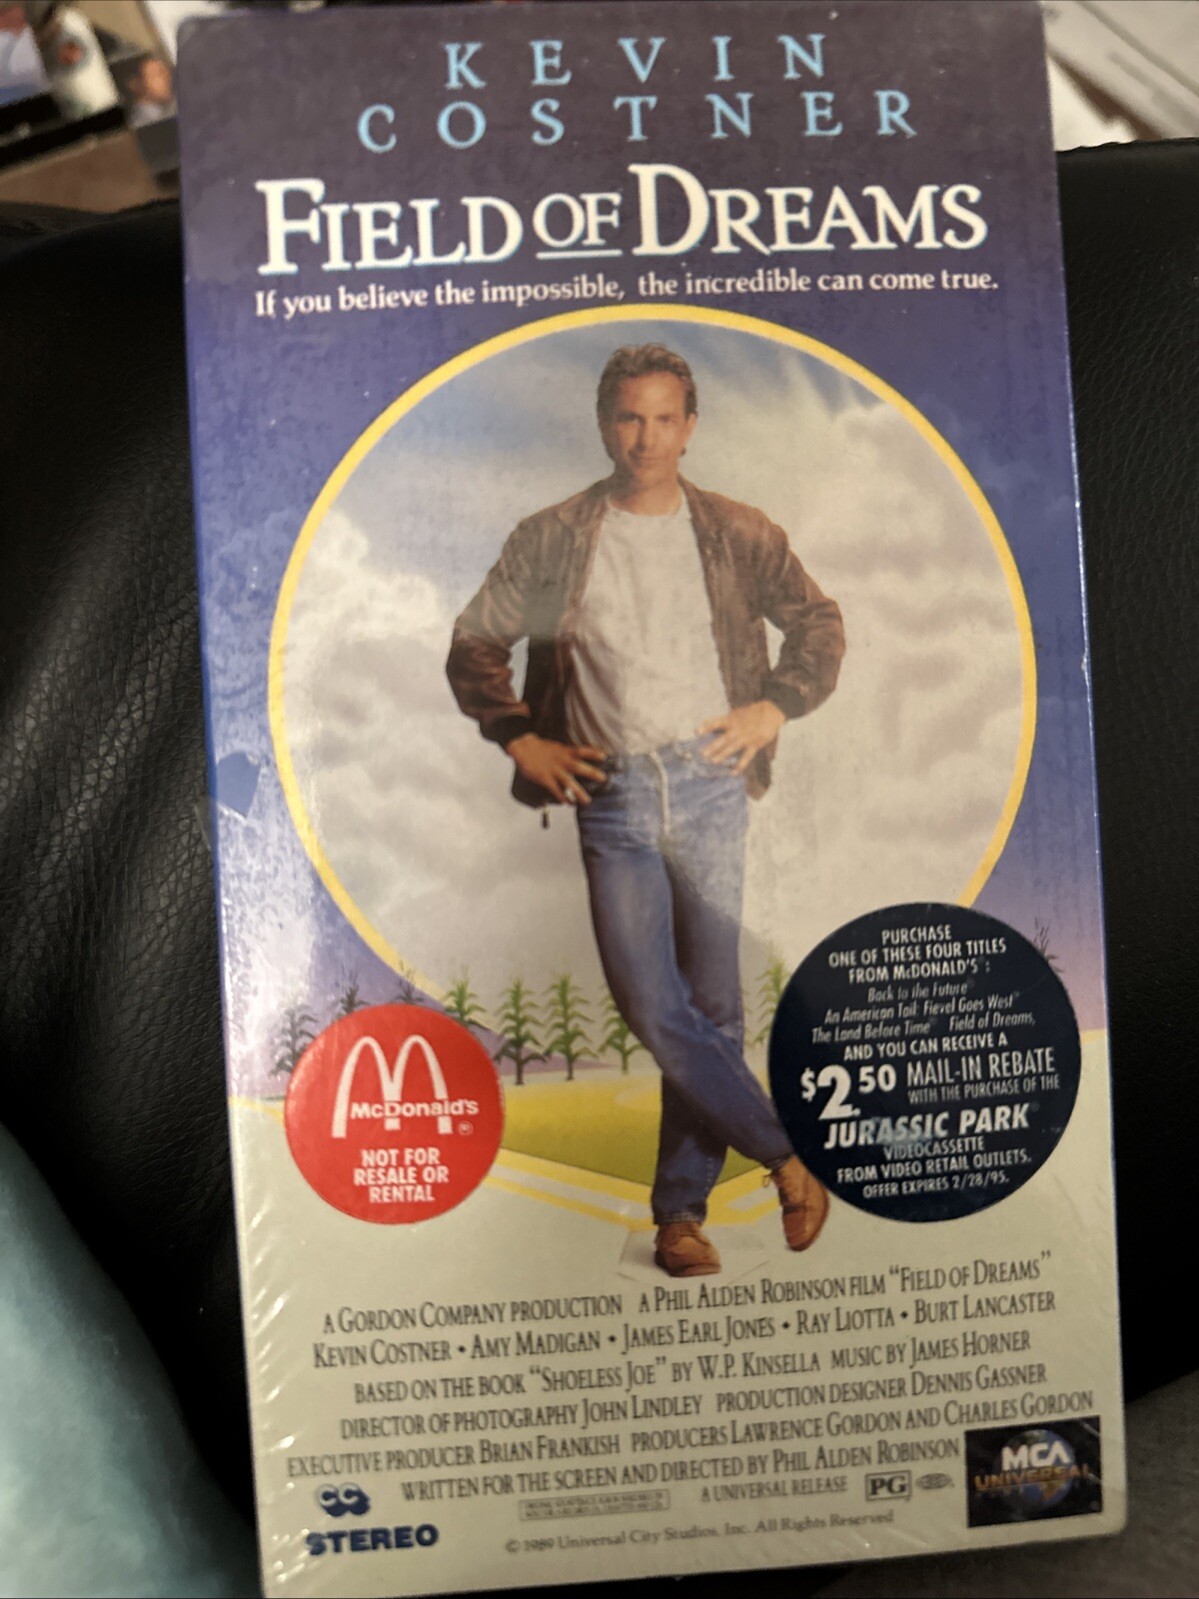 KEVIN
COSTNER
FIELD OF DREAMS
If you believe the impossible, the incredible can come true.
PURCHASE
ONE OF THESE FOUR TITLES
FROM McDONALD'S :
Back to the Future
An American Tail: Fievel Goes West™
The Land Before Time™ Field of Dreams,
AND YOU CAN RECEIVE A
$2.50 MAIL-IN REBATE
WITH THE PURCHASE OF THE
JURASSIC PARK
VIDEOCASSETTE
FROM VIDEO RETAIL OUTLETS.
OFFER EXPIRES 2/28/95.
McDonald's ®
NOT FOR
RESALE OR
RENTAL
A GORDON COMPANY PRODUCTION A PHIL ALDEN ROBINSON FILM “FIELD OF DREAMS”
KEVIN COSTNER • AMY MADIGAN • JAMES EARL JONES • RAY LIOTTA • BURT LANCASTER
BASED ON THE BOOK “SHOELESS JOE” BY W.P. KINSELLA MUSIC BY JAMES HORNER
DIRECTOR OF PHOTOGRAPHY JOHN LINDLEY PRODUCTION DESIGNER DENNIS GASSNER
EXECUTIVE PRODUCER BRIAN FRANKISH PRODUCERS LAWRENCE GORDON AND CHARLES GORDON
WRITTEN FOR THE SCREEN AND DIRECTED BY PHIL ALDEN ROBINSON
A UNIVERSAL RELEASE PG
CC
STEREO
© 1989 Universal City Studios, Inc. All Rights Reserved
MCA
UNIVERSAL